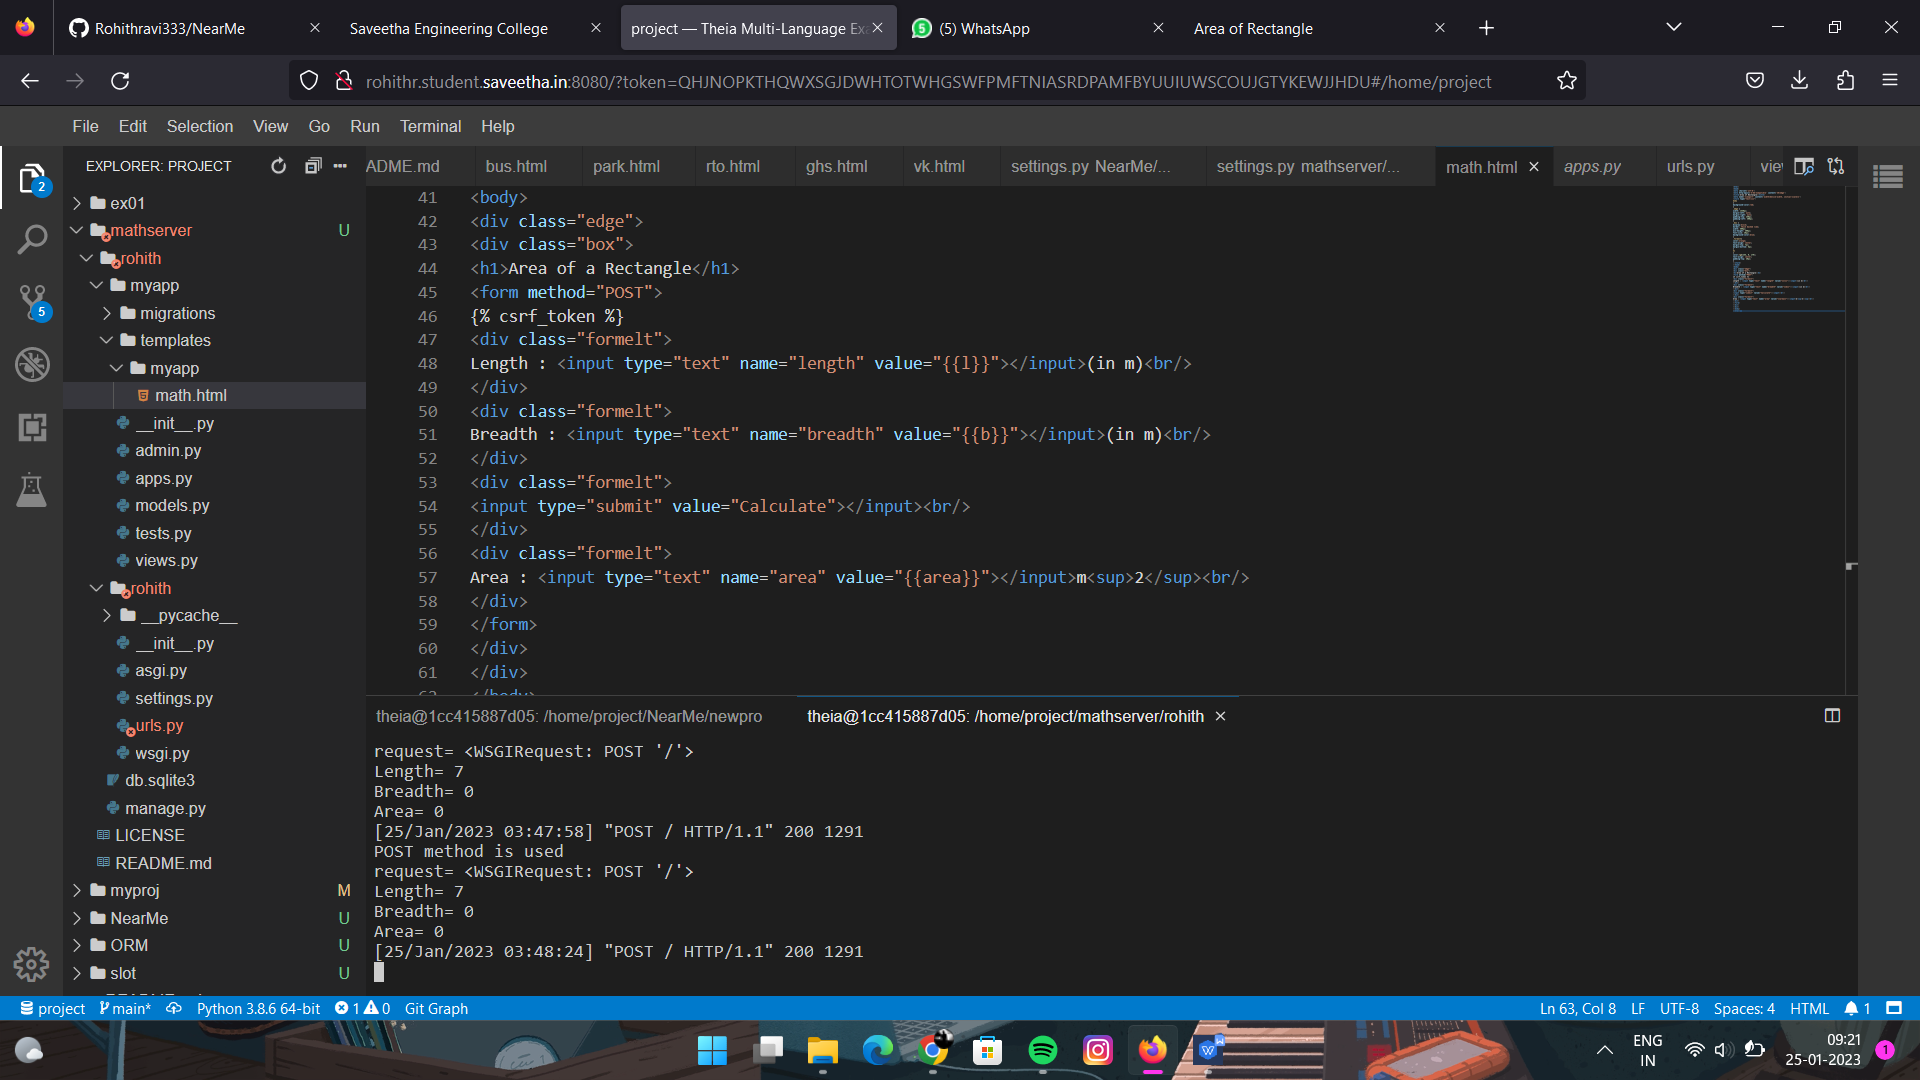 Rohithravi333/NearMe
Saveetha Engineering College
project — Theia Multi-Language Exa
5
(5) WhatsApp
Area of Rectangle
rohithr.student.saveetha.in:8080/?token=QHJNOPKTHQWXSGJDWHTOTWHGSWFPMFTNIASRDPAMFBYUUIUWSCOUJGTYKEWJJHDU#/home/project
File Edit Selection View Go Run Terminal Help
EXPLORER: PROJECT
ADME.md bus.html park.html rto.html ghs.html vk.html settings.py NearMe/... settings.py mathserver/... math.html apps.py urls.py view
2
5
ex01
mathserver U
rohith
myapp
migrations
templates
myapp
math.html
__init__.py
admin.py
apps.py
models.py
tests.py
views.py
rohith
__pycache__
__init__.py
asgi.py
settings.py
urls.py
wsgi.py
db.sqlite3
manage.py
LICENSE
README.md
myproj M
NearMe U
ORM U
slot U
41 <body>
42 <div class="edge">
43 <div class="box">
44 <h1>Area of a Rectangle</h1>
45 <form method="POST">
46 {% csrf_token %}
47 <div class="formelt">
48 Length : <input type="text" name="length" value="{{l}}"></input>(in m)<br/>
49 </div>
50 <div class="formelt">
51 Breadth : <input type="text" name="breadth" value="{{b}}"></input>(in m)<br/>
52 </div>
53 <div class="formelt">
54 <input type="submit" value="Calculate"></input><br/>
55 </div>
56 <div class="formelt">
57 Area : <input type="text" name="area" value="{{area}}"></input>m<sup>2</sup><br/>
58 </div>
59 </form>
60 </div>
61 </div>
62 </body>
theia@1cc415887d05: /home/project/NearMe/newpro
theia@1cc415887d05: /home/project/mathserver/rohith
request= <WSGIRequest: POST '/'>
Length= 7
Breadth= 0
Area= 0
[25/Jan/2023 03:47:58] "POST / HTTP/1.1" 200 1291
POST method is used
request= <WSGIRequest: POST '/'>
Length= 7
Breadth= 0
Area= 0
[25/Jan/2023 03:48:24] "POST / HTTP/1.1" 200 1291
project main* Python 3.8.6 64-bit 1 0 Git Graph
Ln 63, Col 8 LF UTF-8 Spaces: 4 HTML 1
ENG
IN
09:21
25-01-2023
1